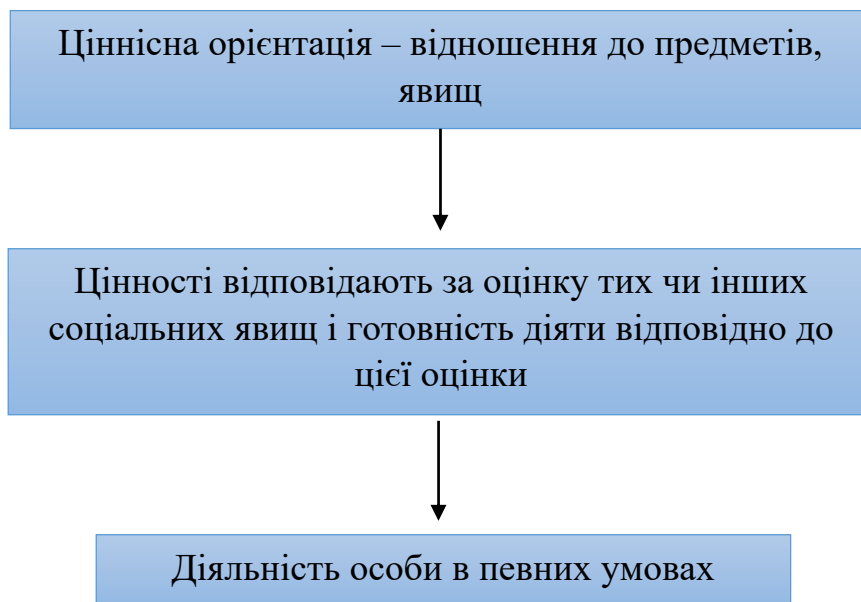 Ціннісна орієнтація – відношення до предметів,
явищ
Цінності відповідають за оцінку тих чи інших
соціальних явищ і готовність діяти відповідно до
цієї оцінки
Діяльність особи в певних умовах